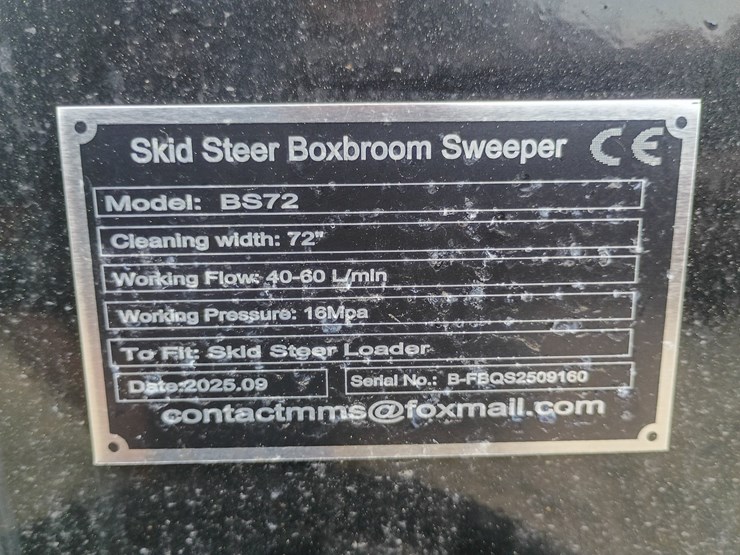 Skid Steer Boxbroom Sweeper CE
Model: BS72
Cleaning width: 72"
Working Flow: 40-60 L/min
Working Pressure: 16Mpa
To Fit: Skid Steer Loader
Date:2025.09 Serial No.: B-FBQS2509160
contactmms@foxmail.com